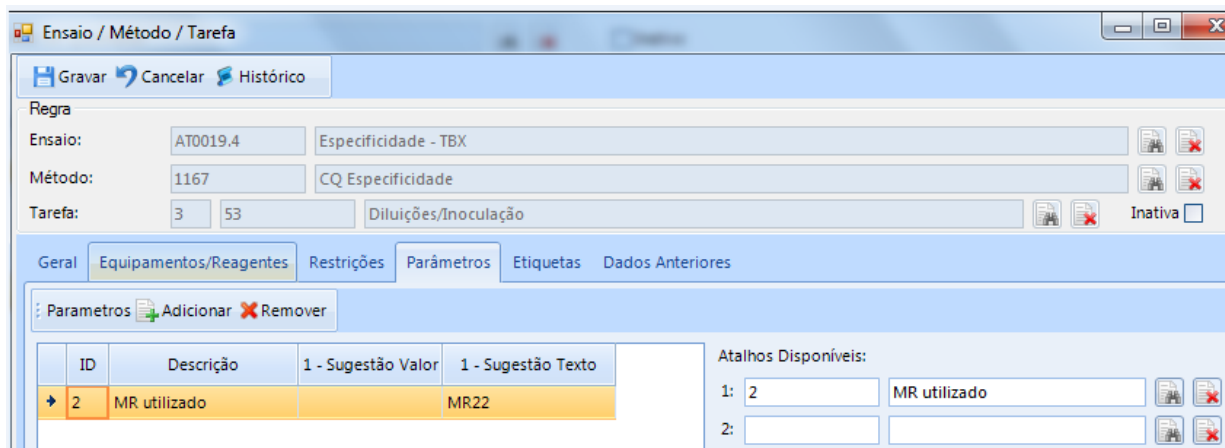 Ensaio / Método / Tarefa
Gravar Cancelar Histórico
Regra
Ensaio: AT0019.4 Especificidade - TBX
Método: 1167 CQ Especificidade
Tarefa: 3 53 Diluições/Inoculação Inativa
Geral Equipamentos/Reagentes Restrições Parâmetros Etiquetas Dados Anteriores
Parametros Adicionar Remover
ID Descrição 1 - Sugestão Valor 1 - Sugestão Texto
2 MR utilizado MR22
Atalhos Disponíveis:
1: 2 MR utilizado
2: